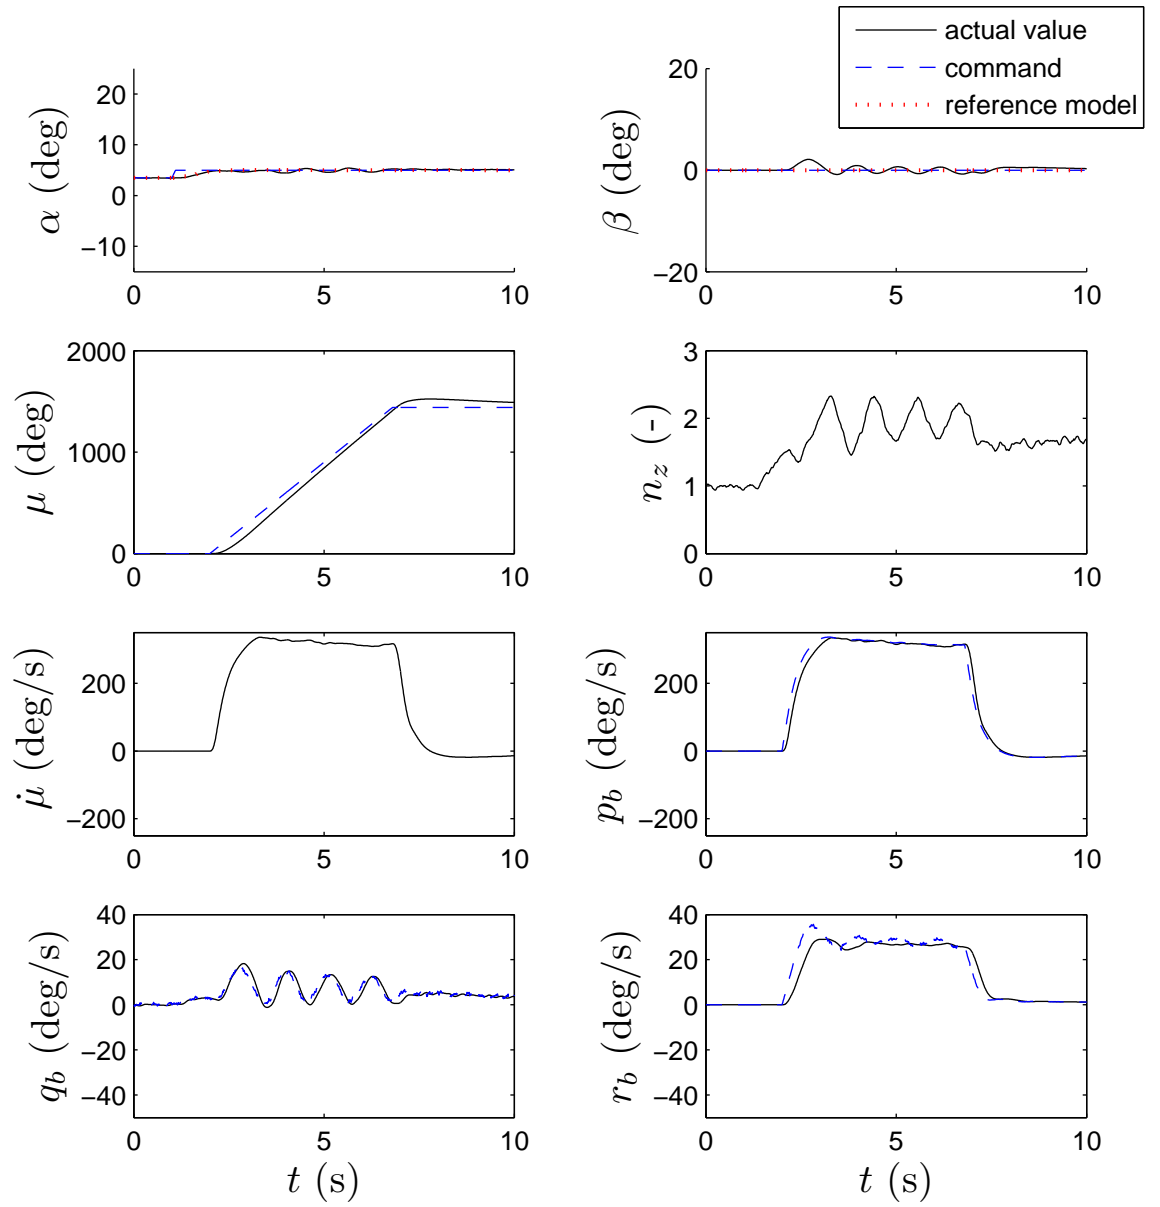 actual value
command
reference model
α (deg)
20
10
0
−10
0 5 10
β (deg)
20
0
−20
0 5 10
μ (deg)
2000
1000
0
0 5 10
n_z (-)
3
2
1
0
0 5 10
μ̇ (deg/s)
200
0
−200
0 5 10
p_b (deg/s)
200
0
−200
0 5 10
q_b (deg/s)
40
20
0
−20
−40
0 5 10
t (s)
r_b (deg/s)
40
20
0
−20
−40
0 5 10
t (s)